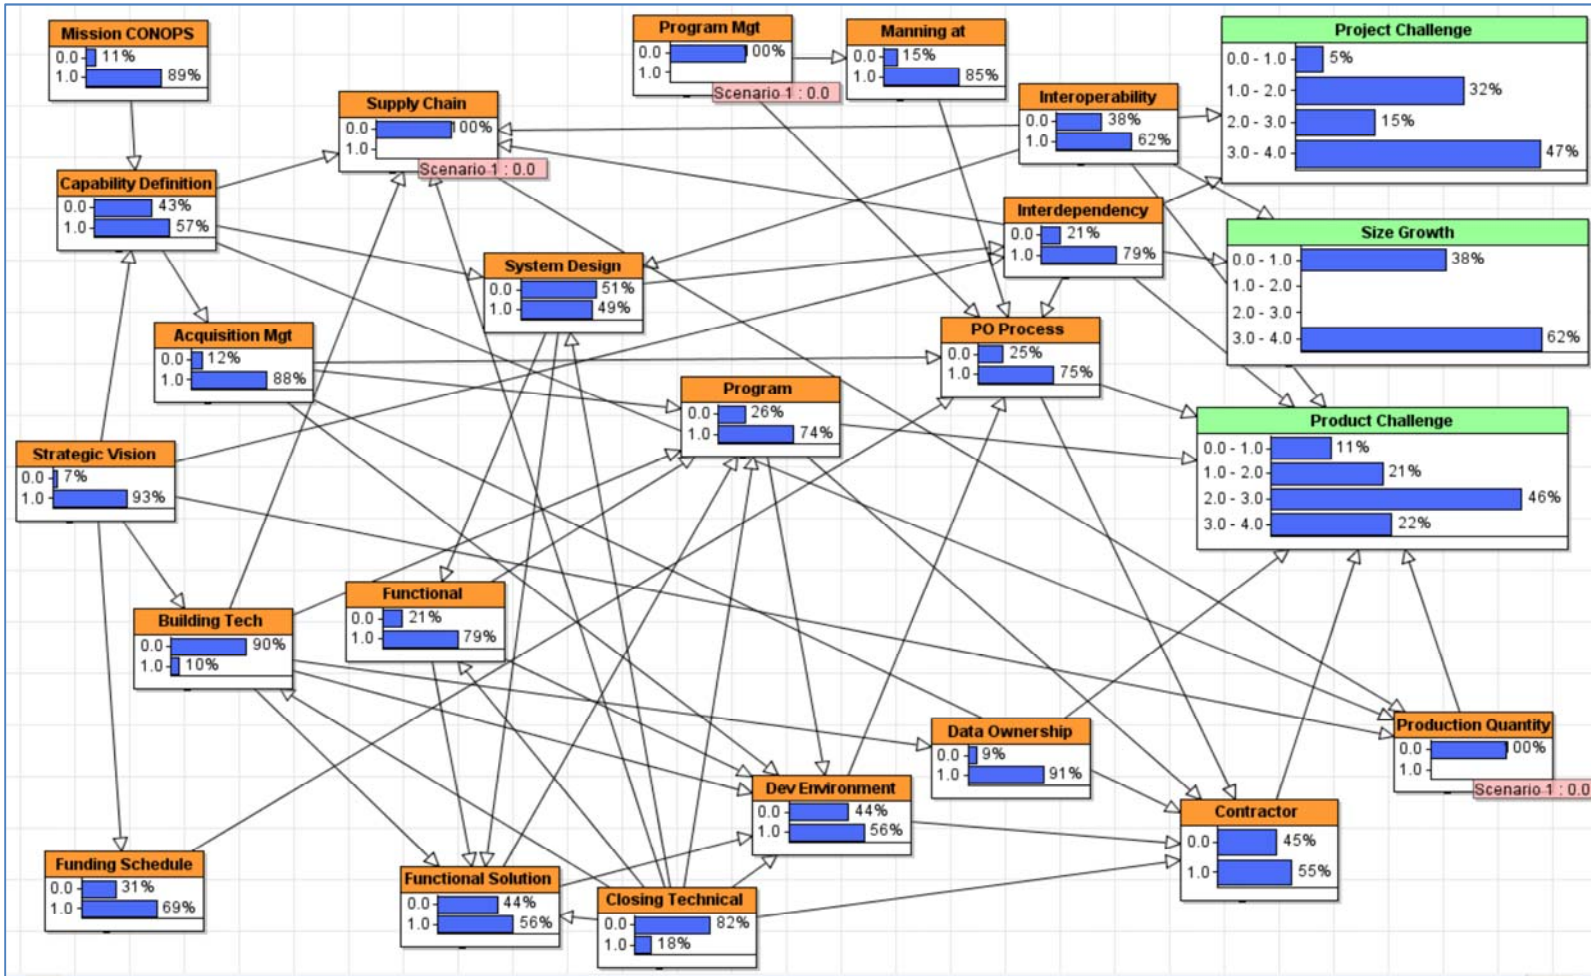 Mission CONOPS
0.0 11%
1.0 89%
Program Mgt
0.0 00%
1.0
Scenario 1 : 0.0
Manning at
0.0 15%
1.0 85%
Project Challenge
0.0 - 1.0 5%
1.0 - 2.0 32%
2.0 - 3.0 15%
3.0 - 4.0 47%
Supply Chain
0.0 100%
1.0
Scenario 1 : 0.0
Interoperability
0.0 38%
1.0 62%
Capability Definition
0.0 43%
1.0 57%
Interdependency
0.0 21%
1.0 79%
Size Growth
0.0 - 1.0 38%
1.0 - 2.0
2.0 - 3.0
3.0 - 4.0 62%
System Design
0.0 51%
1.0 49%
Acquisition Mgt
0.0 12%
1.0 88%
PO Process
0.0 25%
1.0 75%
Program
0.0 26%
1.0 74%
Product Challenge
0.0 - 1.0 11%
1.0 - 2.0 21%
2.0 - 3.0 46%
3.0 - 4.0 22%
Strategic Vision
0.0 7%
1.0 93%
Functional
0.0 21%
1.0 79%
Building Tech
0.0 90%
1.0 10%
Data Ownership
0.0 9%
1.0 91%
Production Quantity
0.0 100%
1.0
Scenario 1 : 0.0
Dev Environment
0.0 44%
1.0 56%
Contractor
0.0 45%
1.0 55%
Funding Schedule
0.0 31%
1.0 69%
Functional Solution
0.0 44%
1.0 56%
Closing Technical
0.0 82%
1.0 18%